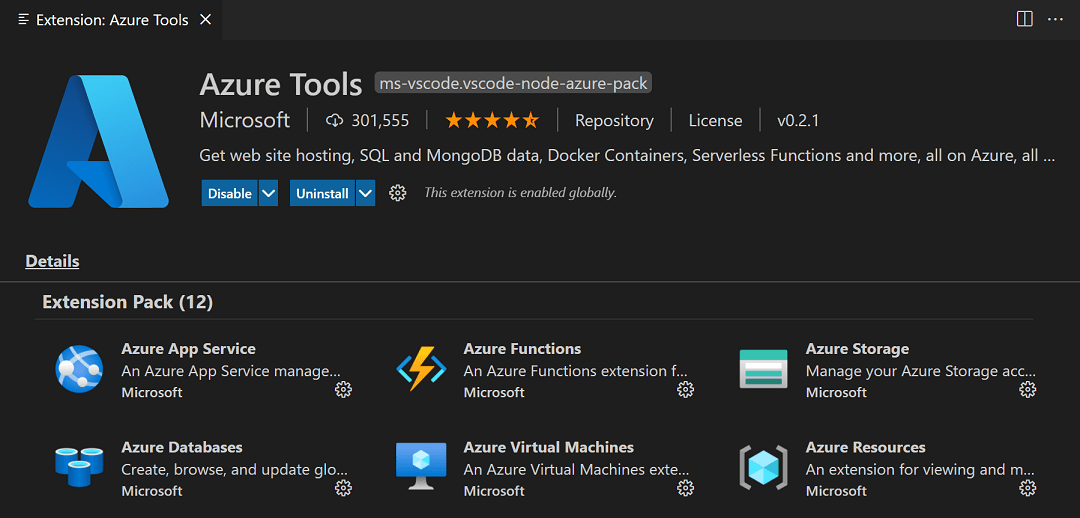 Extension: Azure Tools
Azure Tools ms-vscode.vscode-node-azure-pack
Microsoft 301,555 Repository License v0.2.1
Get web site hosting, SQL and MongoDB data, Docker Containers, Serverless Functions and more, all on Azure, all ...
Disable Uninstall This extension is enabled globally.
Details
Extension Pack (12)
Azure App Service
An Azure App Service manage...
Microsoft
Azure Functions
An Azure Functions extension f...
Microsoft
Azure Storage
Manage your Azure Storage acc...
Microsoft
Azure Databases
Create, browse, and update glo...
Microsoft
Azure Virtual Machines
An Azure Virtual Machines exte...
Microsoft
Azure Resources
An extension for viewing and m...
Microsoft